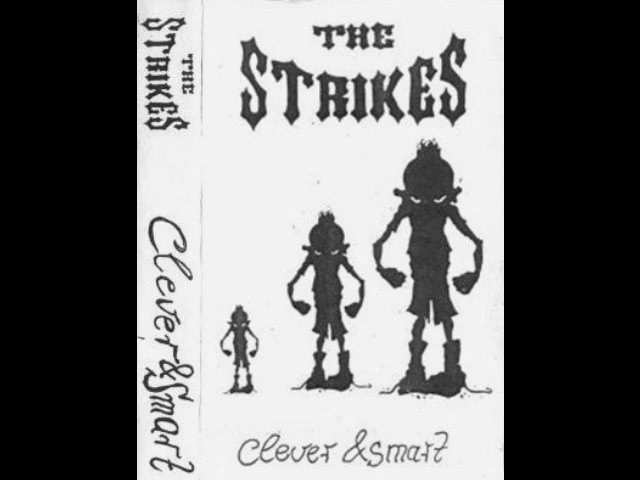 THE
STRIKES
Clever & Smart
THE
STRIKES
Clever & Smart